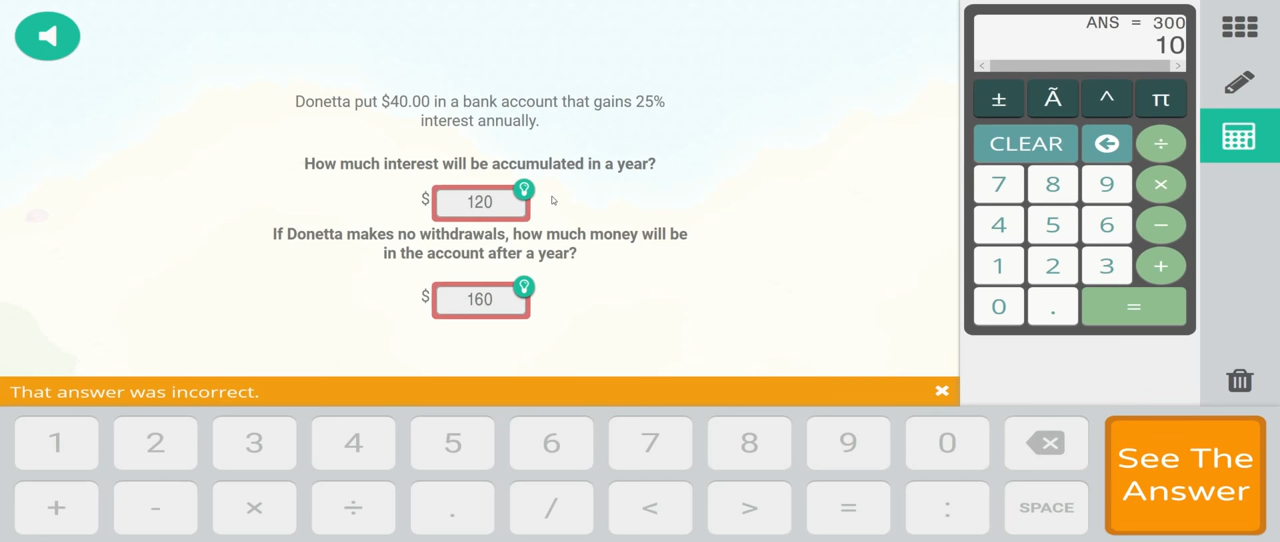 ANS = 300
10
Donetta put $40.00 in a bank account that gains 25%
interest annually.
How much interest will be accumulated in a year?
$ 120
If Donetta makes no withdrawals, how much money will be
in the account after a year?
$ 160
That answer was incorrect.
± Ã ^ π
CLEAR ÷
7 8 9 ×
4 5 6 −
1 2 3 +
0 . =
1 2 3 4 5 6 7 8 9 0
+ - × ÷ . / < > = : SPACE
See The
Answer